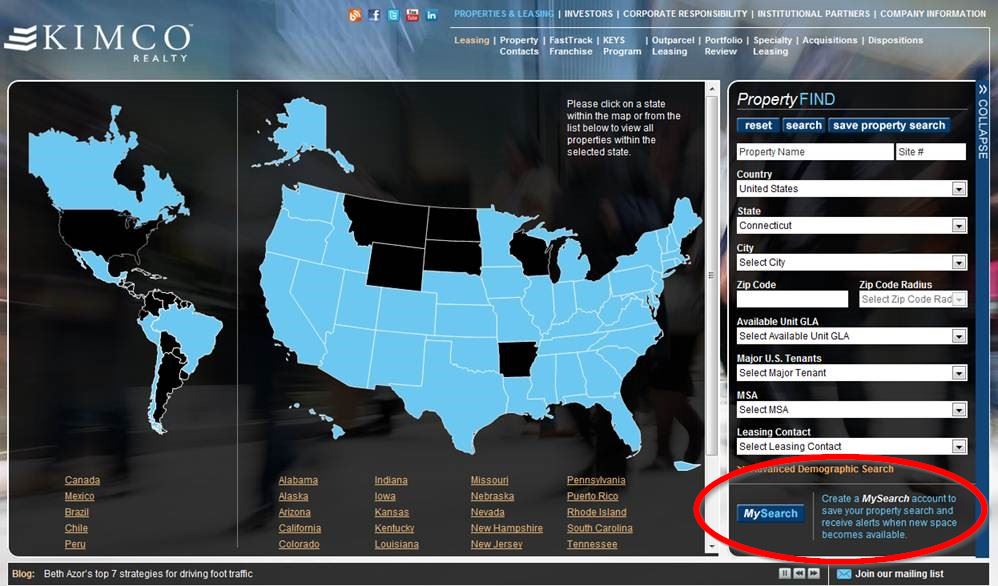 KIMCO
REALTY
PROPERTIES & LEASING | INVESTORS | CORPORATE RESPONSIBILITY | INSTITUTIONAL PARTNERS | COMPANY INFORMATION
Leasing | Property Contacts | FastTrack Franchise | KEYS Program | Outparcel Leasing | Portfolio Review | Specialty Leasing | Acquisitions | Dispositions
Please click on a state
within the map or from the
list below to view all
properties within the
selected state.
Canada
Mexico
Brazil
Chile
Peru
Alabama
Alaska
Arizona
California
Colorado
Indiana
Iowa
Kansas
Kentucky
Louisiana
Missouri
Nebraska
Nevada
New Hampshire
New Jersey
Pennsylvania
Puerto Rico
Rhode Island
South Carolina
Tennessee
COLLAPSE
PropertyFIND
reset search save property search
Property Name Site #
Country
United States
State
Connecticut
City
Select City
Zip Code Zip Code Radius
Select Zip Code Rad
Available Unit GLA
Select Available Unit GLA
Major U.S. Tenants
Select Major Tenant
MSA
Select MSA
Leasing Contact
Select Leasing Contact
Advanced Demographic Search
MySearch
Create a MySearch account to
save your property search and
receive alerts when new space
becomes available.
Blog: Beth Azor's top 7 strategies for driving foot traffic
Join our mailing list